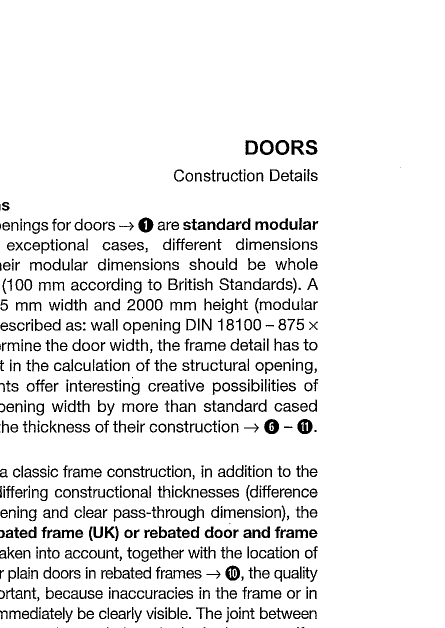 DOORS
Construction Details
ns
enings for doors → ❶ are standard modular
exceptional cases, different dimensions
eir modular dimensions should be whole
(100 mm according to British Standards). A
5 mm width and 2000 mm height (modular
escribed as: wall opening DIN 18100 – 875 ×
ermine the door width, the frame detail has to
t in the calculation of the structural opening,
nts offer interesting creative possibilities of
pening width by more than standard cased
he thickness of their construction → ❻ – ⓫.
a classic frame construction, in addition to the
iffering constructional thicknesses (difference
ening and clear pass-through dimension), the
bated frame (UK) or rebated door and frame
aken into account, together with the location of
r plain doors in rebated frames → ❿, the quality
ortant, because inaccuracies in the frame or in
mmediately be clearly visible. The joint between